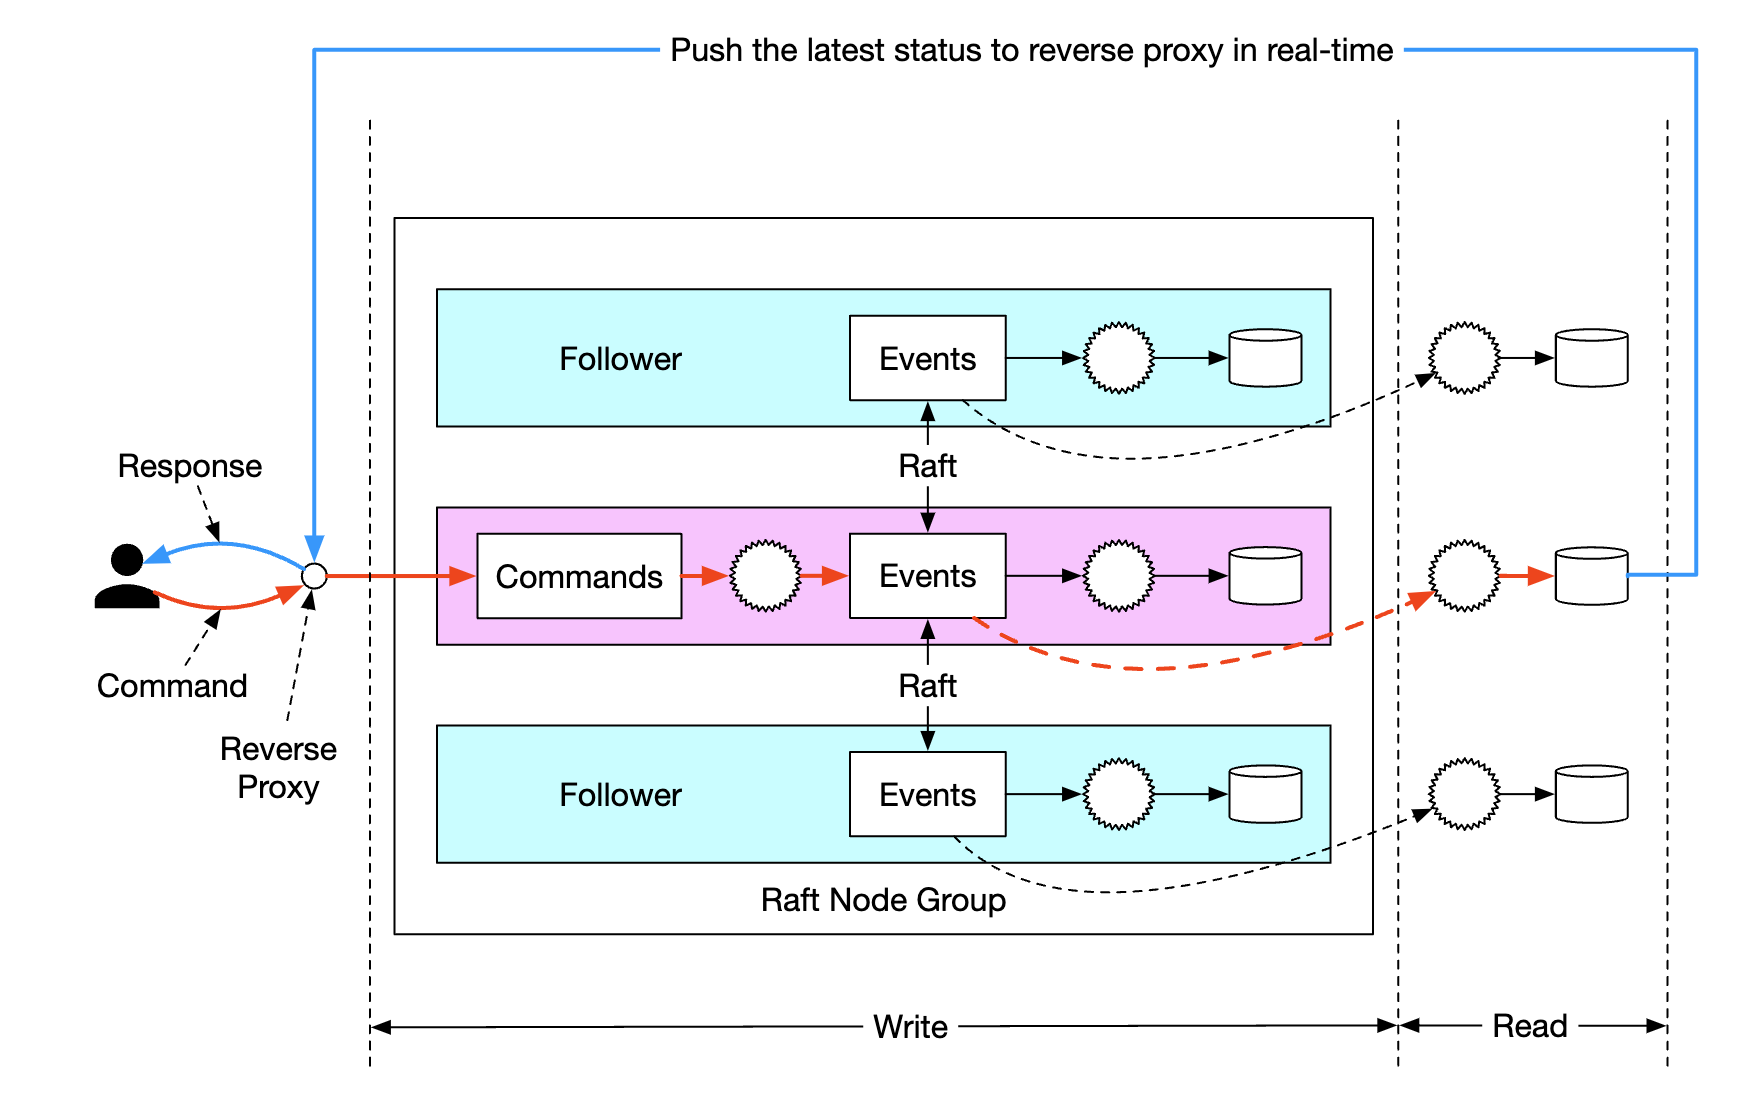 Push the latest status to reverse proxy in real-time
Follower
Events
Response
Raft
Commands
Events
Command
Raft
Reverse
Proxy
Follower
Events
Raft Node Group
Write
Read